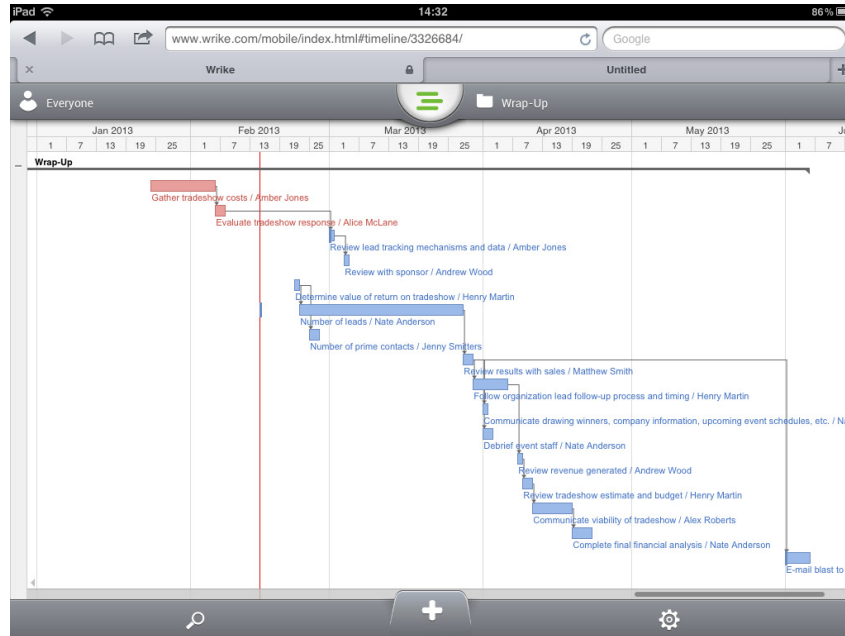 iPad 14:32 86%
www.wrike.com/mobile/index.html#timeline/3326684/ Google
Wrike Untitled
Everyone Wrap-Up
Jan 2013 Feb 2013 Mar 2013 Apr 2013 May 2013
1 7 13 19 25 1 7 13 19 25 1 7 13 19 25 1 7 13 19 25 1 7 13 19 25 1 7
Wrap-Up
Gather tradeshow costs / Amber Jones
Evaluate tradeshow response / Alice McLane
Review lead tracking mechanisms and data / Amber Jones
Review with sponsor / Andrew Wood
Determine value of return on tradeshow / Henry Martin
Number of leads / Nate Anderson
Number of prime contacts / Jenny Smitters
Review results with sales / Matthew Smith
Follow organization lead follow-up process and timing / Henry Martin
Communicate drawing winners, company information, upcoming event schedules, etc. / N
Debrief event staff / Nate Anderson
Review revenue generated / Andrew Wood
Review tradeshow estimate and budget / Henry Martin
Communicate viability of tradeshow / Alex Roberts
Complete final financial analysis / Nate Anderson
E-mail blast to